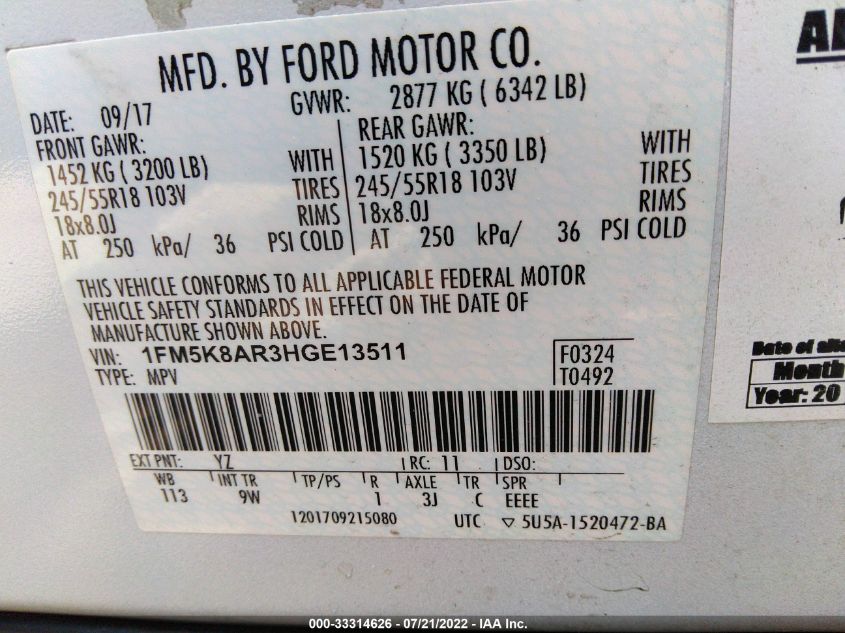 MFD. BY FORD MOTOR CO.
DATE: 09/17 GVWR: 2877 KG ( 6342 LB)
FRONT GAWR: REAR GAWR:
1452 KG ( 3200 LB) WITH 1520 KG ( 3350 LB) WITH
245/55R18 103V TIRES 245/55R18 103V TIRES
18x8.0J RIMS 18x8.0J RIMS
AT 250 kPa/ 36 PSI COLD AT 250 kPa/ 36 PSI COLD
THIS VEHICLE CONFORMS TO ALL APPLICABLE FEDERAL MOTOR
VEHICLE SAFETY STANDARDS IN EFFECT ON THE DATE OF
MANUFACTURE SHOWN ABOVE.
VIN: 1FM5K8AR3HGE13511 F0324
TYPE: MPV T0492
EXT PNT: YZ RC: 11 DSO:
WB INT TR TP/PS R AXLE TR SPR
113 9W 1 3J C EEEE
1201709215080 UTC ▽ 5U5A-1520472-BA
Date of
Month
Year: 20
000-33314626 - 07/21/2022 - IAA Inc.